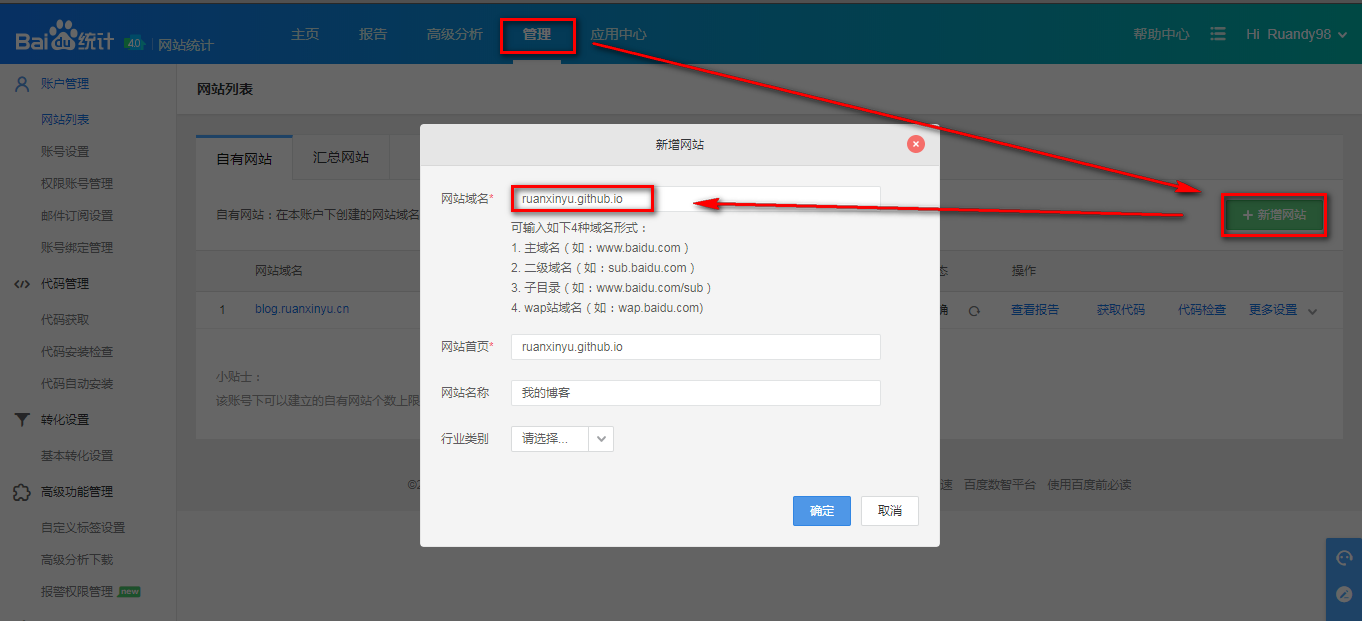 Bai du 统计 4.0 | 网站统计
主页 报告 高级分析 管理 应用中心
帮助中心 Hi Ruandy98
账户管理
网站列表
账号设置
权限账号管理
邮件订阅设置
账号绑定管理
代码管理
代码获取
代码安装检查
代码自动安装
转化设置
基本转化设置
高级功能管理
自定义标签设置
高级分析下载
报警权限管理 new
网站列表
自有网站 汇总网站
自有网站：在本账户下创建的网站域名
+ 新增网站
网站域名 态 操作
1 blog.ruanxinyu.cn 确 查看报告 获取代码 代码检查 更多设置
小贴士：
该账号下可以建立的自有网站个数上限
新增网站
网站域名* ruanxinyu.github.io
可输入如下4种域名形式：
1. 主域名（如：www.baidu.com ）
2. 二级域名（如：sub.baidu.com ）
3. 子目录（如：www.baidu.com/sub ）
4. wap站域名（如：wap.baidu.com)
网站首页* ruanxinyu.github.io
网站名称 我的博客
行业类别 请选择...
确定 取消
速 百度数智平台 使用百度前必读